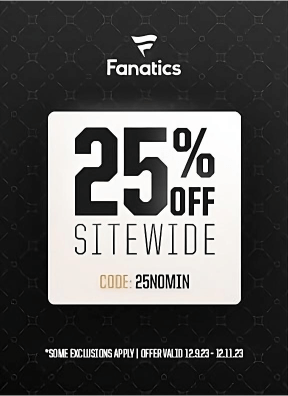 Fanatics
25% OFF
SITEWIDE
CODE: 25NOMIN
*SOME EXCLUSIONS APPLY | OFFER VALID 12.9.23 - 12.11.23